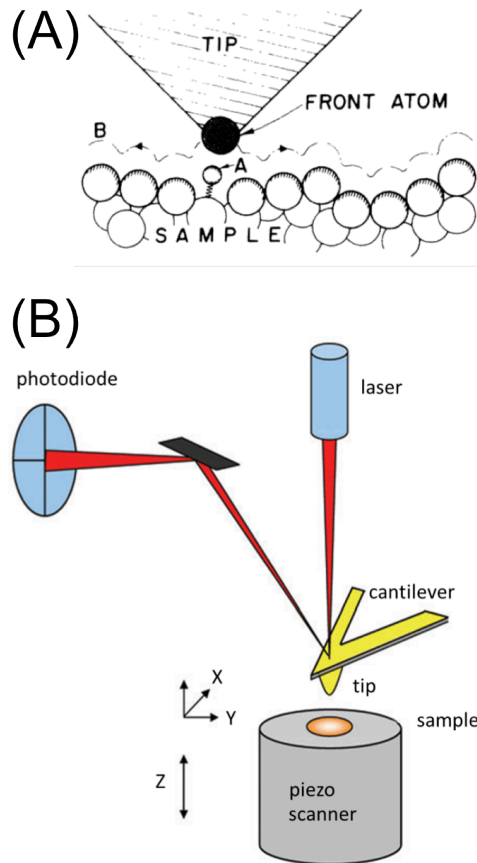 (A)
TIP
FRONT ATOM
B
A
SAMPLE
(B)
photodiode
laser
cantilever
tip
X
Y
sample
Z
piezo
scanner